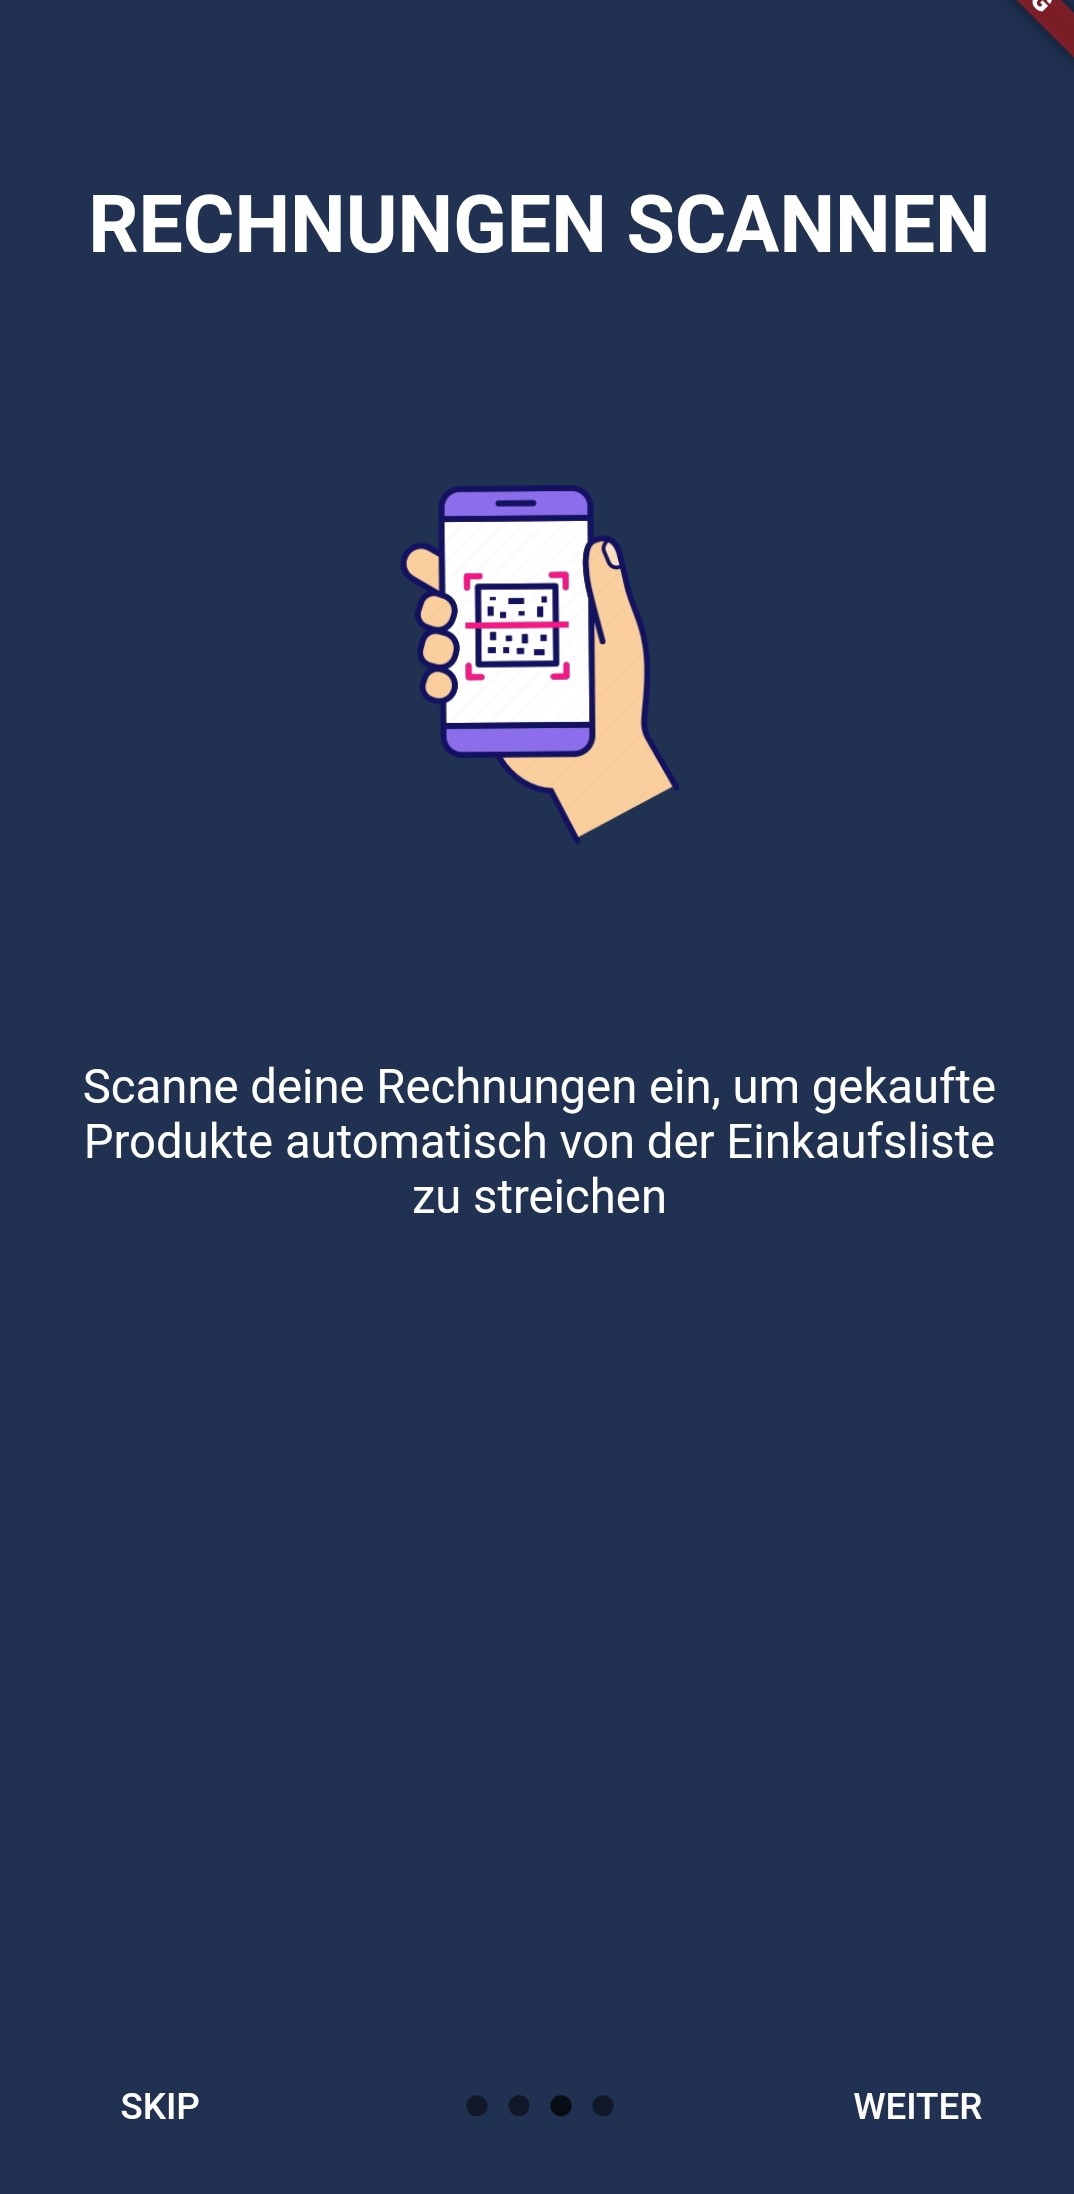 G
RECHNUNGEN SCANNEN
Scanne deine Rechnungen ein, um gekaufte
Produkte automatisch von der Einkaufsliste
zu streichen
SKIP
WEITER